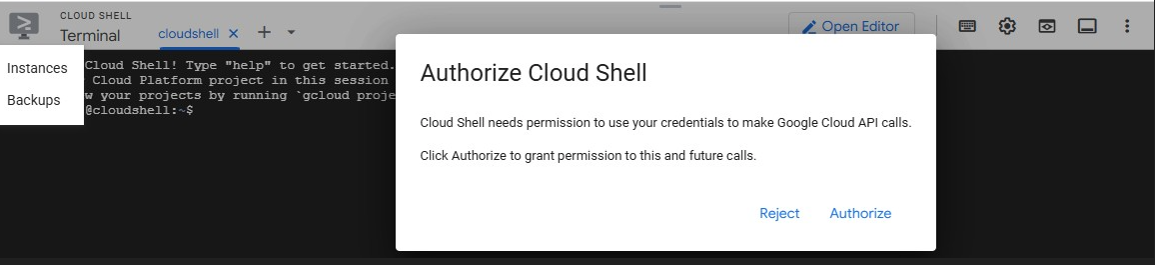 CLOUD SHELL
Terminal
cloudshell
Open Editor
Instances
Backups
Cloud Shell! Type "help" to get started.
Cloud Platform project in this session
w your projects by running `gcloud proje
@cloudshell:~$
Authorize Cloud Shell
Cloud Shell needs permission to use your credentials to make Google Cloud API calls.
Click Authorize to grant permission to this and future calls.
Reject
Authorize